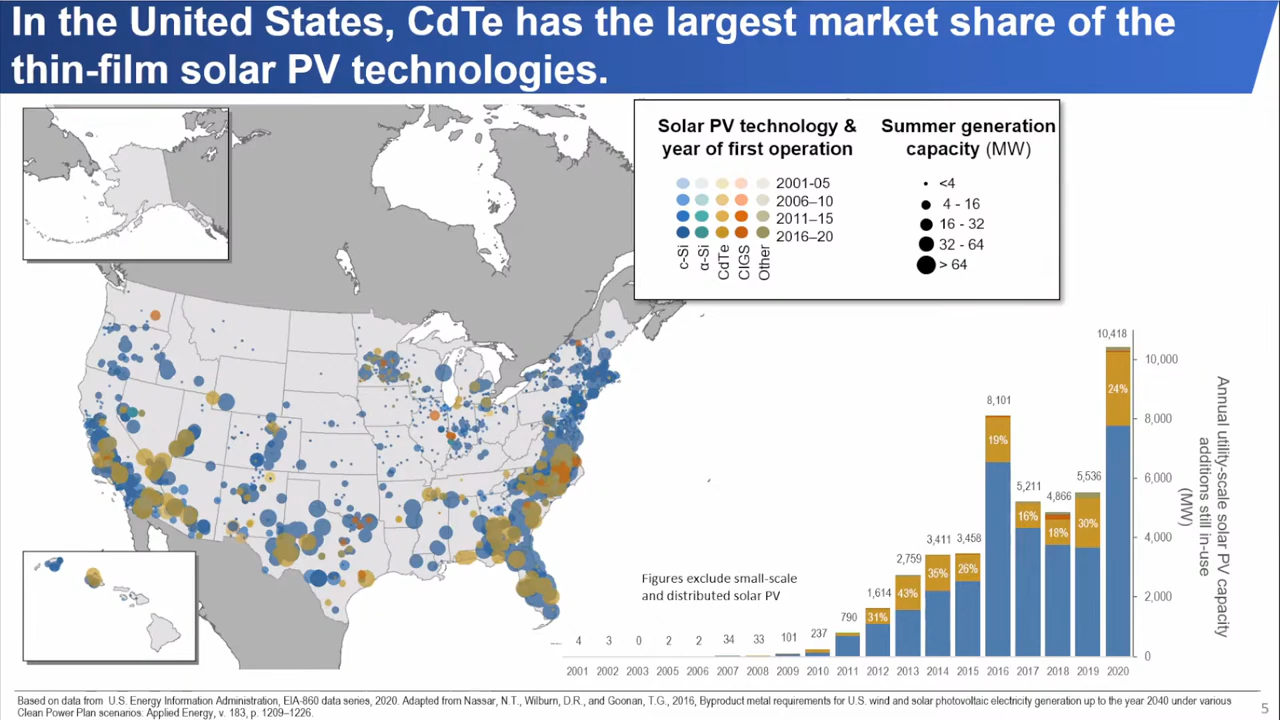 In the United States, CdTe has the largest market share of the
thin-film solar PV technologies.
Solar PV technology &
year of first operation
2001-05
2006–10
2011–15
2016–20
c-Si
α-Si
CdTe
CIGS
Other
Summer generation
capacity (MW)
<4
4 - 16
16 - 32
32 - 64
> 64
Figures exclude small-scale
and distributed solar PV
4
3
0
2
2
34
33
101
237
790
1,614
2,759
3,411
3,458
8,101
5,211
4,866
5,536
10,418
31%
43%
35%
26%
19%
16%
18%
30%
24%
2001
2002
2003
2005
2006
2007
2008
2009
2010
2011
2012
2013
2014
2015
2016
2017
2018
2019
2020
10,000
8,000
6,000
4,000
2,000
0
Annual utility-scale solar PV capacity
additions still in-use
(MW)
Based on data from U.S. Energy Information Administration, EIA-860 data series, 2020. Adapted from Nassar, N.T., Wilburn, D.R., and Goonan, T.G., 2016, Byproduct metal requirements for U.S. wind and solar photovoltaic electricity generation up to the year 2040 under various
Clean Power Plan scenarios: Applied Energy, v. 183, p. 1209–1226.
5